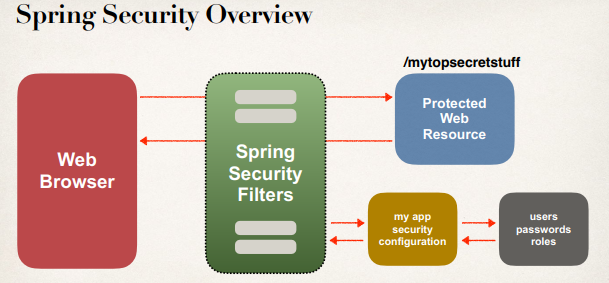 Spring Security Overview
/mytopsecretstuff
Web
Browser
Spring
Security
Filters
Protected
Web
Resource
my app
security
configuration
users
passwords
roles